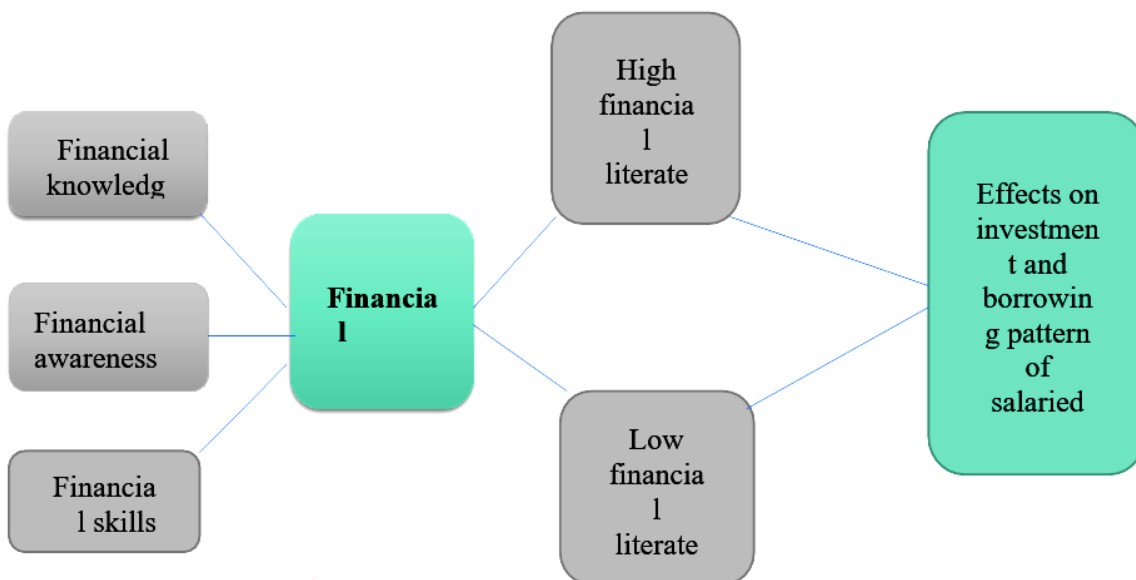 Financial
knowledg
Financial
awareness
Financia
l skills
Financia
l
High
financia
l
literate
Low
financia
l
literate
Effects on
investmen
t and
borrowin
g pattern
of
salaried